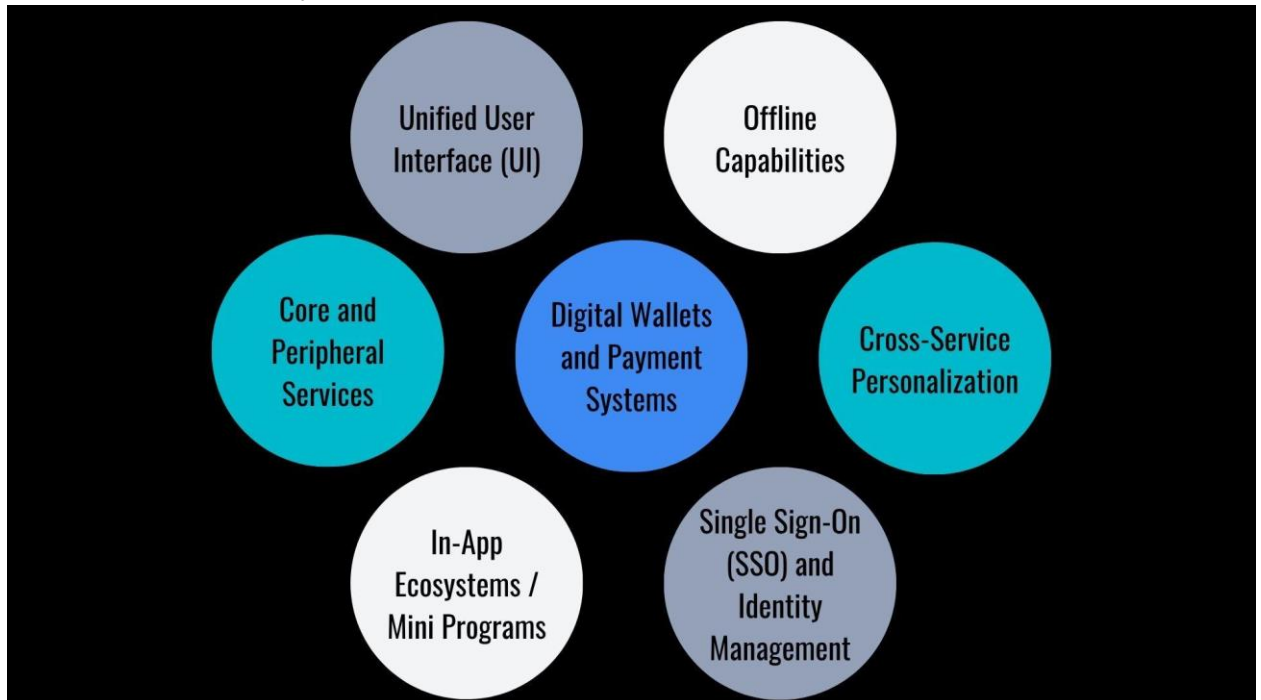 Unified User
Interface (UI)
Offline
Capabilities
Core and
Peripheral
Services
Digital Wallets
and Payment
Systems
Cross-Service
Personalization
In-App
Ecosystems /
Mini Programs
Single Sign-On
(SSO) and
Identity
Management